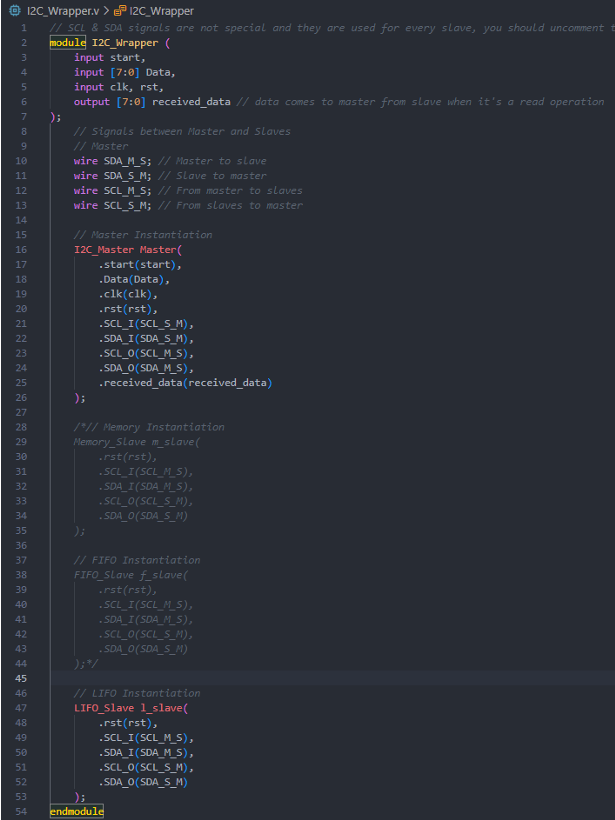 I2C_Wrapper.v > I2C_Wrapper
1 // SCL & SDA signals are not special and they are used for every slave, you should uncomment
2 module I2C_Wrapper (
3     input start,
4     input [7:0] Data,
5     input clk, rst,
6     output [7:0] received_data // data comes to master from slave when it's a read operation
7 );
8     // Signals between Master and Slaves
9     // Master
10     wire SDA_M_S; // Master to slave
11     wire SDA_S_M; // Slave to master
12     wire SCL_M_S; // From master to slaves
13     wire SCL_S_M; // From slaves to master
14
15     // Master Instantiation
16     I2C_Master Master(
17         .start(start),
18         .Data(Data),
19         .clk(clk),
20         .rst(rst),
21         .SCL_I(SCL_S_M),
22         .SDA_I(SDA_S_M),
23         .SCL_O(SCL_M_S),
24         .SDA_O(SDA_M_S),
25         .received_data(received_data)
26     );
27
28     /*// Memory Instantiation
29     Memory_Slave m_slave(
30         .rst(rst),
31         .SCL_I(SCL_M_S),
32         .SDA_I(SDA_M_S),
33         .SCL_O(SCL_S_M),
34         .SDA_O(SDA_S_M)
35     );
36
37     // FIFO Instantiation
38     FIFO_Slave f_slave(
39         .rst(rst),
40         .SCL_I(SCL_M_S),
41         .SDA_I(SDA_M_S),
42         .SCL_O(SCL_S_M),
43         .SDA_O(SDA_S_M)
44     );*/
45
46     // LIFO Instantiation
47     LIFO_Slave l_slave(
48         .rst(rst),
49         .SCL_I(SCL_M_S),
50         .SDA_I(SDA_M_S),
51         .SCL_O(SCL_S_M),
52         .SDA_O(SDA_S_M)
53     );
54 endmodule